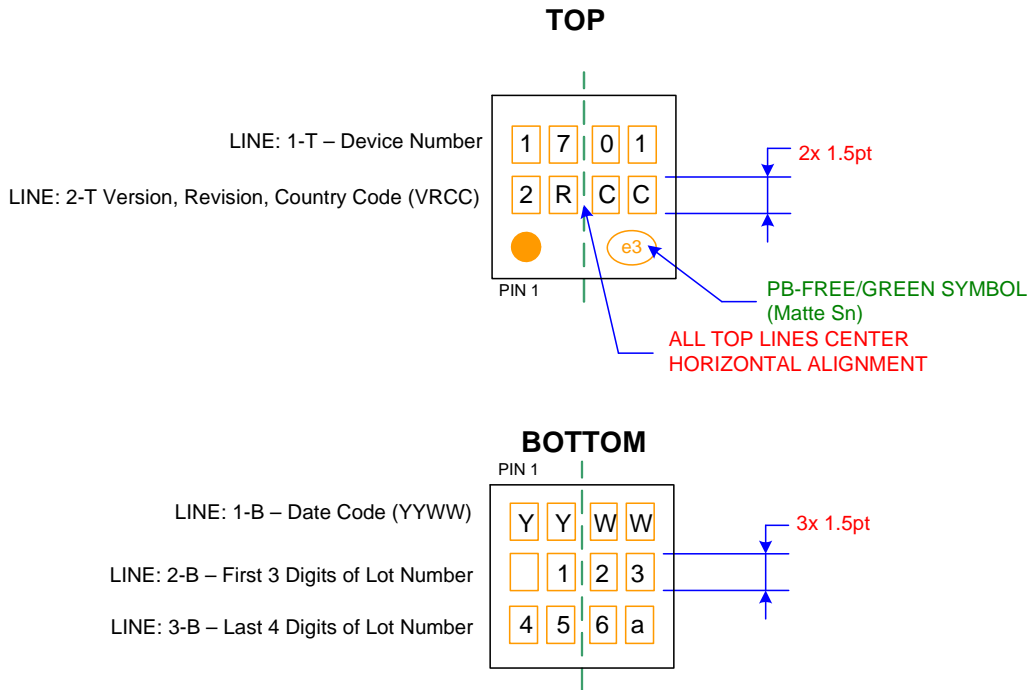 TOP
LINE: 1-T – Device Number
1 7 0 1
2x 1.5pt
LINE: 2-T Version, Revision, Country Code (VRCC)
2 R C C
e3
PIN 1
PB-FREE/GREEN SYMBOL
(Matte Sn)
ALL TOP LINES CENTER
HORIZONTAL ALIGNMENT
BOTTOM
PIN 1
LINE: 1-B – Date Code (YYWW)
Y Y W W
3x 1.5pt
LINE: 2-B – First 3 Digits of Lot Number
1 2 3
LINE: 3-B – Last 4 Digits of Lot Number
4 5 6 a